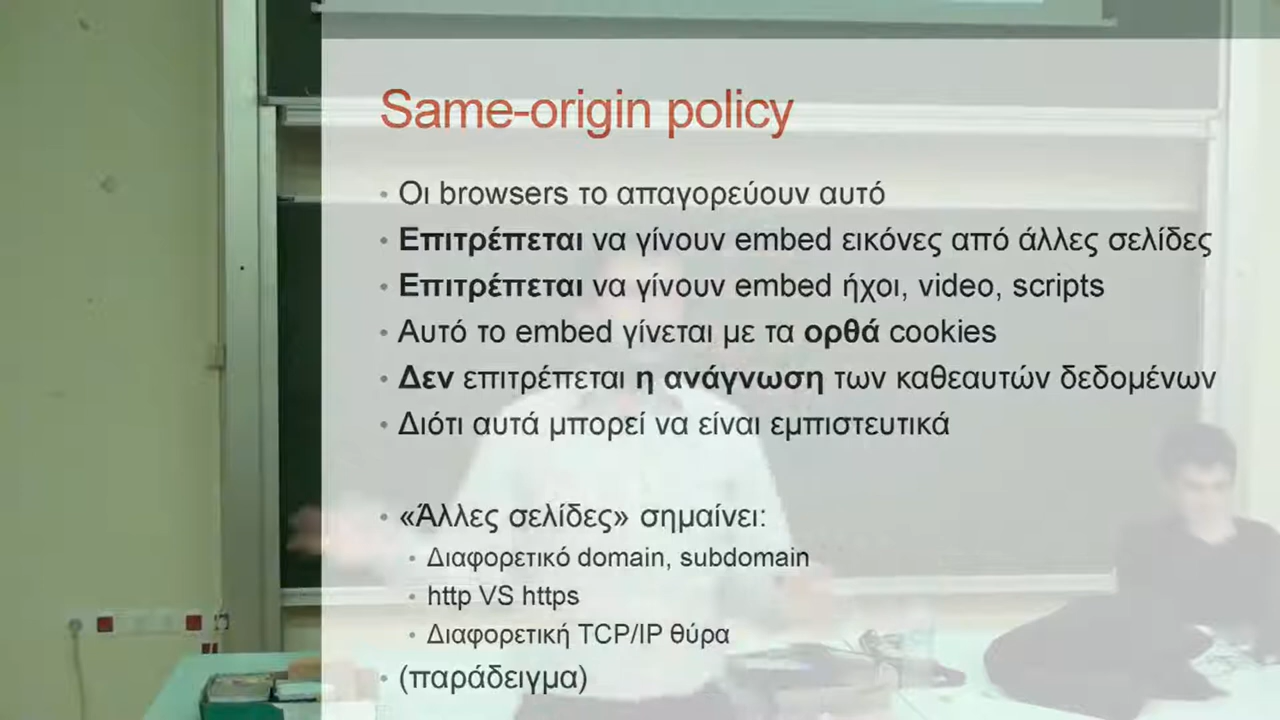 Same-origin policy
• Οι browsers το απαγορεύουν αυτό
• Επιτρέπεται να γίνουν embed εικόνες από άλλες σελίδες
• Επιτρέπεται να γίνουν embed ήχοι, video, scripts
• Αυτό το embed γίνεται με τα ορθά cookies
• Δεν επιτρέπεται η ανάγνωση των καθεαυτών δεδομένων
• Διότι αυτά μπορεί να είναι εμπιστευτικά
• «Άλλες σελίδες» σημαίνει:
• Διαφορετικό domain, subdomain
• http VS https
• Διαφορετική TCP/IP θύρα
• (παράδειγμα)